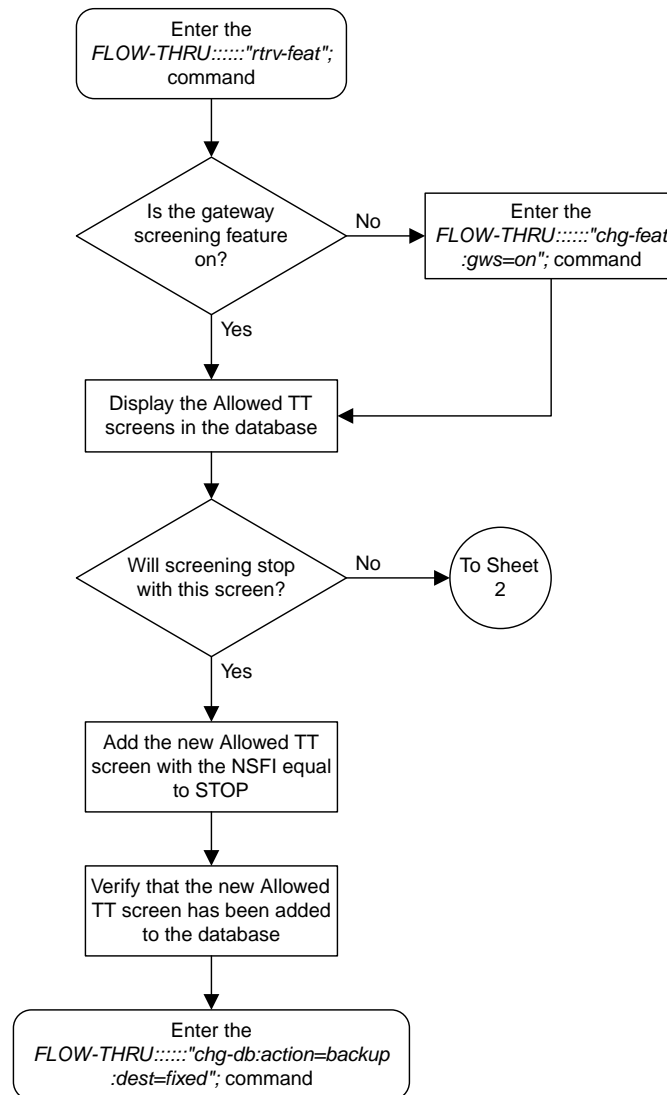 Enter the
FLOW-THRU::::::"rtrv-feat";
command
Is the gateway
screening feature
on?
No
Enter the
FLOW-THRU::::::"chg-feat
:gws=on"; command
Yes
Display the Allowed TT
screens in the database
Will screening stop
with this screen?
No
To Sheet
2
Yes
Add the new Allowed TT
screen with the NSFI equal
to STOP
Verify that the new Allowed
TT screen has been added
to the database
Enter the
FLOW-THRU::::::"chg-db:action=backup
:dest=fixed"; command